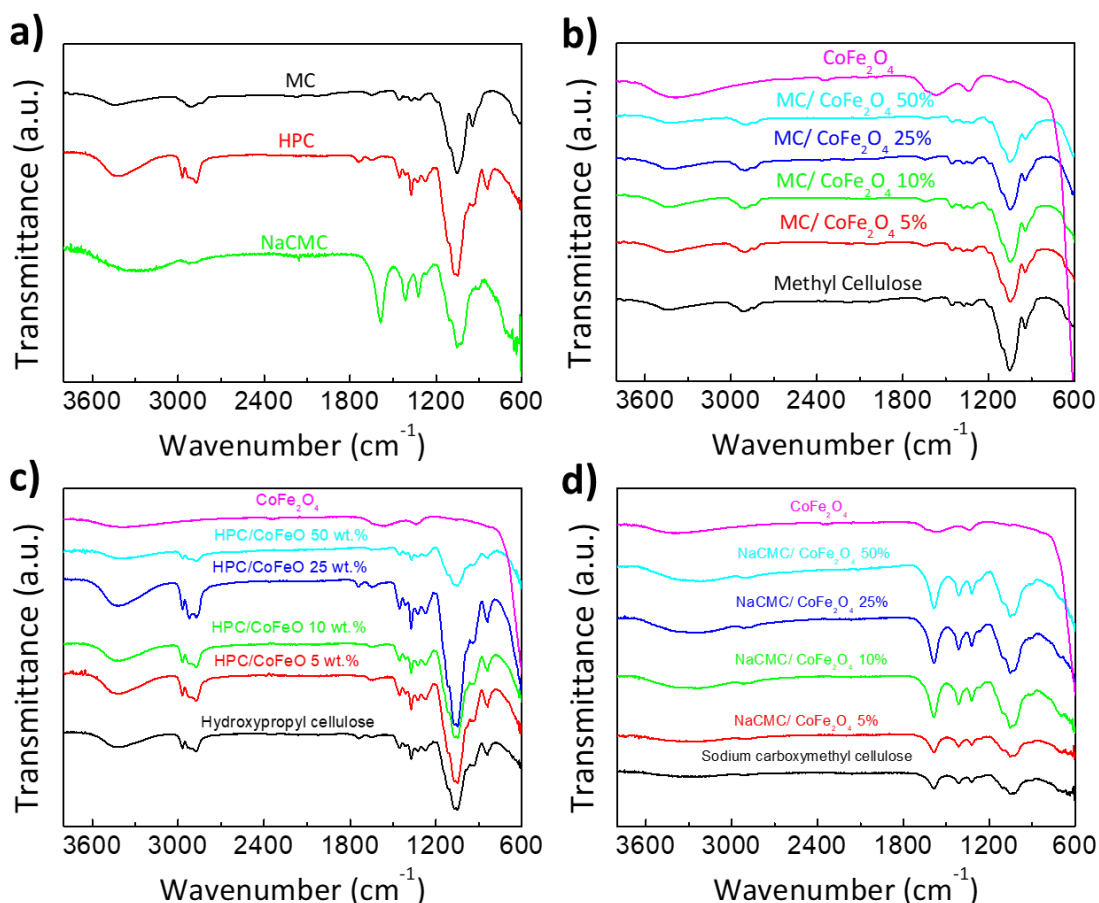 a)
Transmittance (a.u.)
MC
HPC
NaCMC
3600 3000 2400 1800 1200 600
Wavenumber (cm⁻¹)
b)
Transmittance (a.u.)
CoFe₂O₄
MC/ CoFe₂O₄ 50%
MC/ CoFe₂O₄ 25%
MC/ CoFe₂O₄ 10%
MC/ CoFe₂O₄ 5%
Methyl Cellulose
3600 3000 2400 1800 1200 600
Wavenumber (cm⁻¹)
c)
Transmittance (a.u.)
CoFe₂O₄
HPC/CoFeO 50 wt.%
HPC/CoFeO 25 wt.%
HPC/CoFeO 10 wt.%
HPC/CoFeO 5 wt.%
Hydroxypropyl cellulose
3600 3000 2400 1800 1200 600
Wavenumber (cm⁻¹)
d)
Transmittance (a.u.)
CoFe₂O₄
NaCMC/ CoFe₂O₄ 50%
NaCMC/ CoFe₂O₄ 25%
NaCMC/ CoFe₂O₄ 10%
NaCMC/ CoFe₂O₄ 5%
Sodium carboxymethyl cellulose
3600 3000 2400 1800 1200 600
Wavenumber (cm⁻¹)